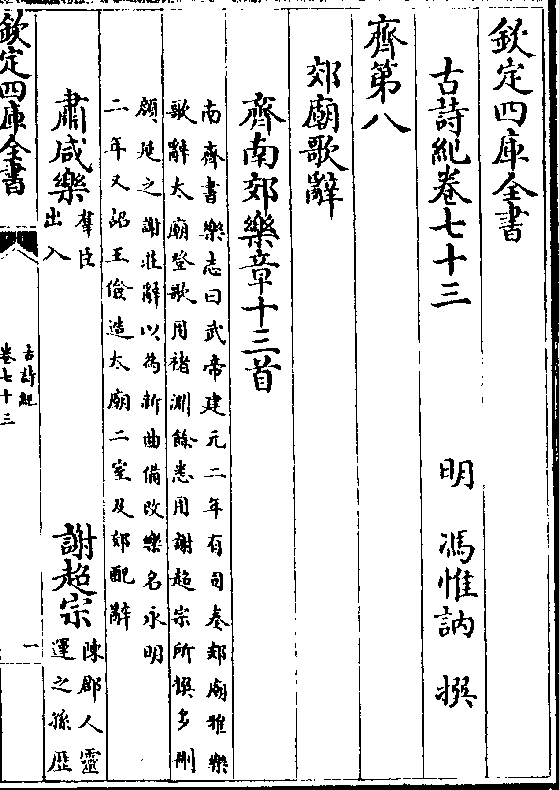 欽定四庫全書
古詩紀卷七十三
明 馮惟訥 撰
齊第八
郊廟歌辭
齊南郊樂章十三首
南齊書樂志曰武帝建元二年有司奏郊廟雅樂
歌辭太廟登歌用褚淵餘悉用謝超宗所撰多刪
顔延之謝莊辭以為新曲備改樂名永明
二年又詔王儉造太廟二室及郊配辭
肅咸樂
羣臣
出入
謝超宗
陳郡人靈
運之孫歴
欽定四庫全書
古詩紀
卷七十三
一